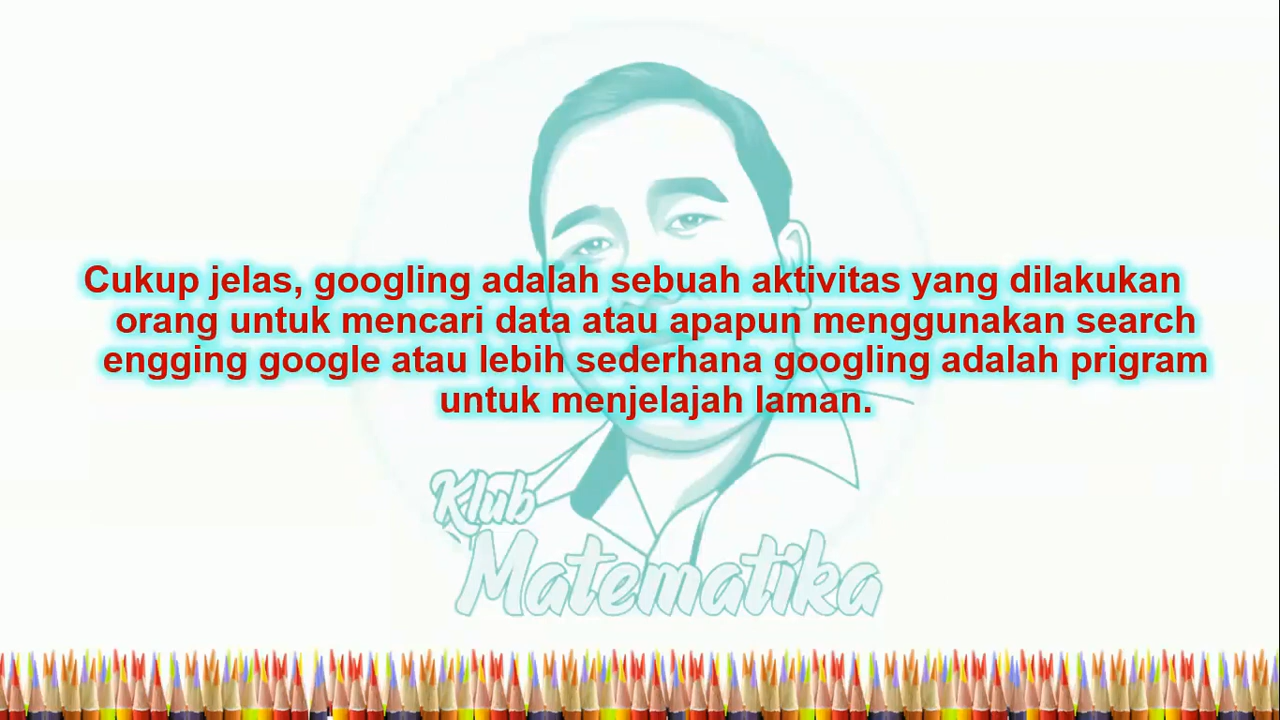 Cukup jelas, googling adalah sebuah aktivitas yang dilakukan
orang untuk mencari data atau apapun menggunakan search
engging google atau lebih sederhana googling adalah prigram
untuk menjelajah laman.
Klub
Matematika